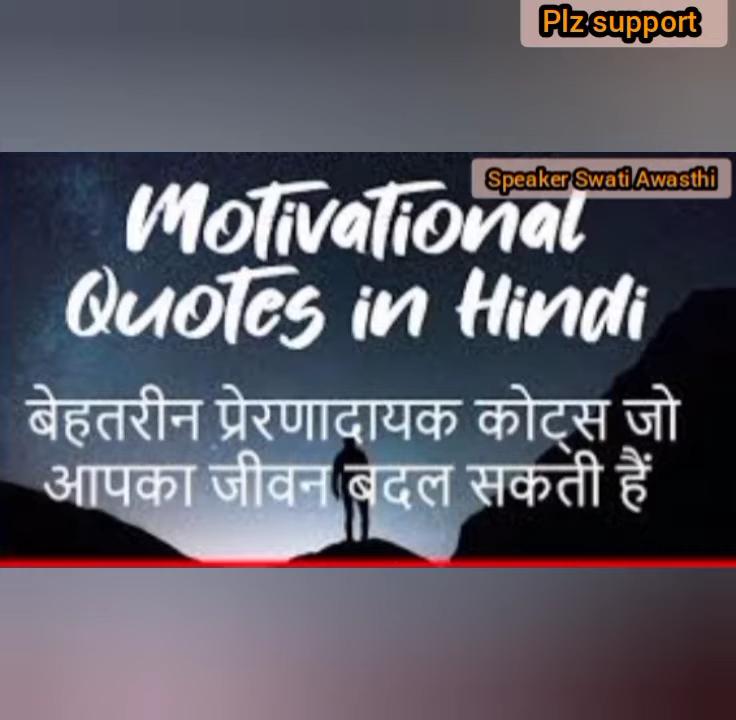 Plz support
Speaker Swati Awasthi
Motivational
Quotes in Hindi
बेहतरीन प्रेरणादायक कोट्स जो
आपका जीवन बदल सकती हैं